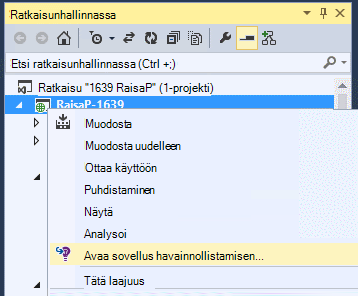 Ratkaisunhallinnassa
Etsi ratkaisuhallinnassa (Ctrl +;)
Ratkaisu "1639 RaisaP" (1-projekti)
RaisaP-1639
Muodosta
Muodosta uudelleen
Ottaa käyttöön
Puhdistaminen
Näytä
Analysoi
Avaa sovellus havainnollistamisen...
Tätä laajuus